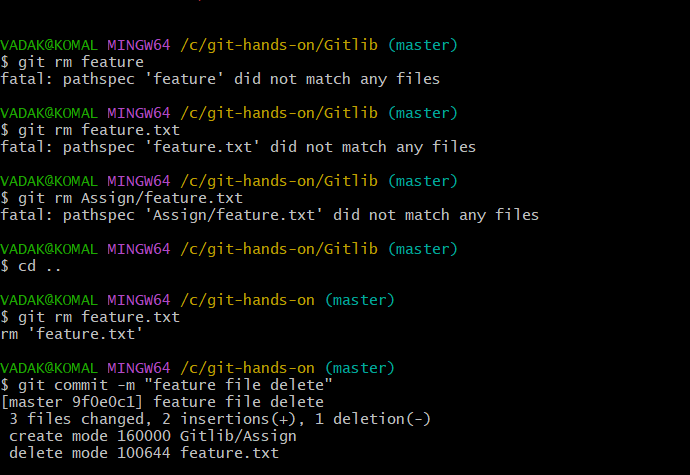 VADAK@KOMAL MINGW64 /c/git-hands-on/Gitlib (master)
$ git rm feature
fatal: pathspec 'feature' did not match any files
VADAK@KOMAL MINGW64 /c/git-hands-on/Gitlib (master)
$ git rm feature.txt
fatal: pathspec 'feature.txt' did not match any files
VADAK@KOMAL MINGW64 /c/git-hands-on/Gitlib (master)
$ git rm Assign/feature.txt
fatal: pathspec 'Assign/feature.txt' did not match any files
VADAK@KOMAL MINGW64 /c/git-hands-on/Gitlib (master)
$ cd ..
VADAK@KOMAL MINGW64 /c/git-hands-on (master)
$ git rm feature.txt
rm 'feature.txt'
VADAK@KOMAL MINGW64 /c/git-hands-on (master)
$ git commit -m "feature file delete"
[master 9f0e0c1] feature file delete
3 files changed, 2 insertions(+), 1 deletion(-)
create mode 160000 Gitlib/Assign
delete mode 100644 feature.txt